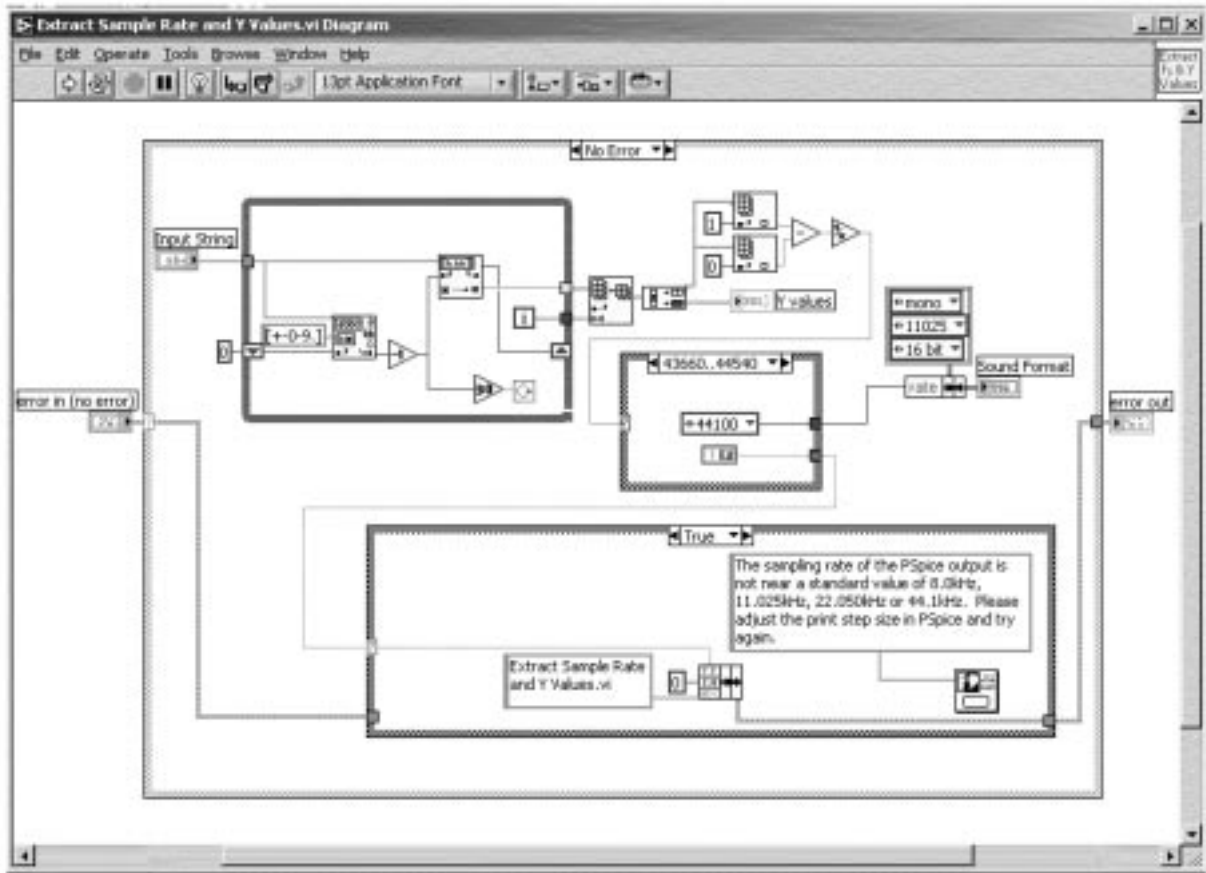 Extract Sample Rate and Y Values.vi Diagram
File Edit Operate Tools Browse Window Help
13pt Application Font
Extract
Values
No Error
Input String
[+-0-9.]
0
1
1
0
Y values
mono
11025
16 bit
Sound Format
rate
43660..44540
44100
error in (no error)
error out
True
The sampling rate of the PSpice output is
not near a standard value of 8.0kHz,
11.025kHz, 22.050kHz or 44.1kHz. Please
adjust the print step size in PSpice and try
again.
Extract Sample Rate
and Y Values.vi
0